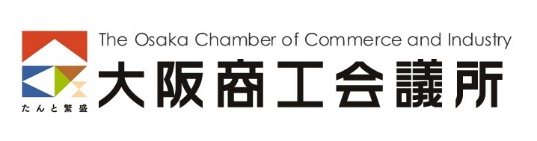 The Osaka Chamber of Commerce and Industry
大阪商工会議所
たんと繁盛